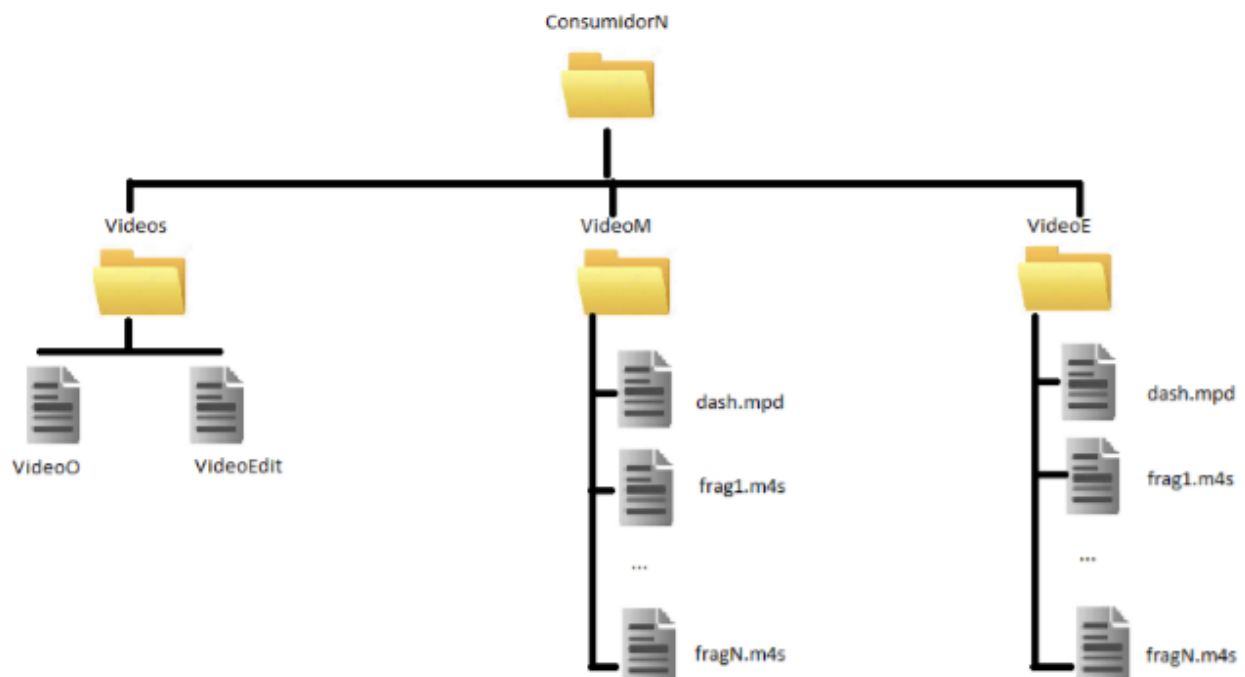 ConsumidorN
Videos
VideoM
VideoE
VideoO
VideoEdit
dash.mpd
frag1.m4s
...
fragN.m4s
dash.mpd
frag1.m4s
...
fragN.m4s